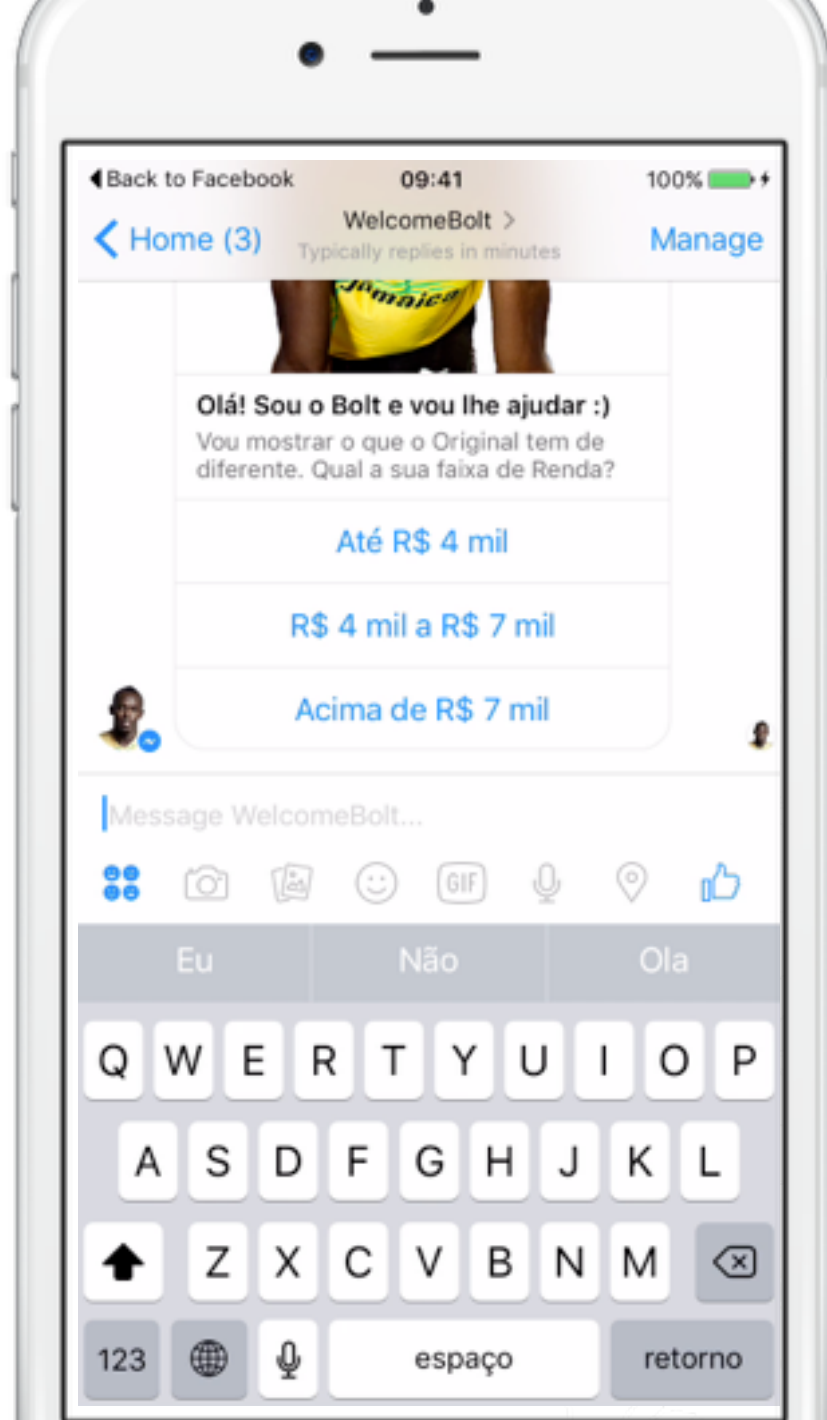 Back to Facebook 09:41 100%
Home (3) WelcomeBolt > Manage
Typically replies in minutes
Jamaica
Olá! Sou o Bolt e vou lhe ajudar :)
Vou mostrar o que o Original tem de
diferente. Qual a sua faixa de Renda?
Até R$ 4 mil
R$ 4 mil a R$ 7 mil
Acima de R$ 7 mil
Message WelcomeBolt...
GIF
Eu Não Ola
Q W E R T Y U I O P
A S D F G H J K L
Z X C V B N M
123 espaço retorno